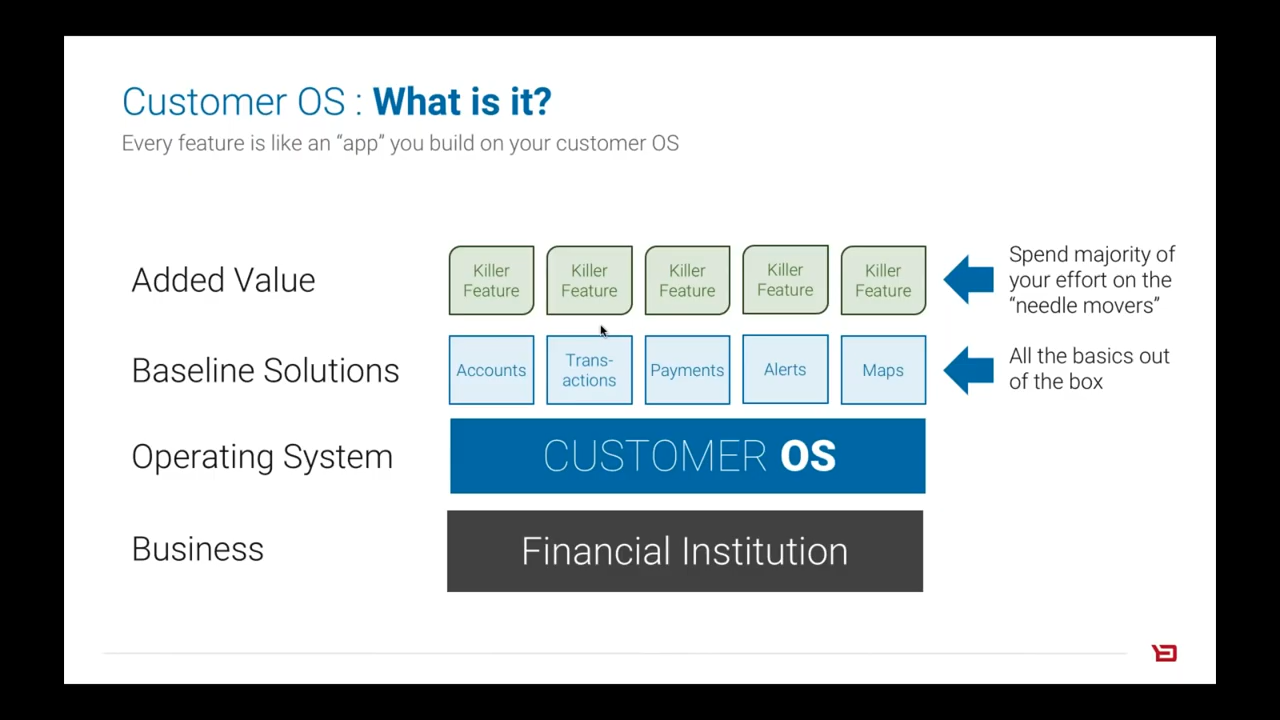 Customer OS : What is it?
Every feature is like an “app” you build on your customer OS
Added Value
Killer
Feature
Killer
Feature
Killer
Feature
Killer
Feature
Killer
Feature
Spend majority of
your effort on the
“needle movers”
Baseline Solutions
Accounts
Trans-
actions
Payments
Alerts
Maps
All the basics out
of the box
Operating System
CUSTOMER OS
Business
Financial Institution